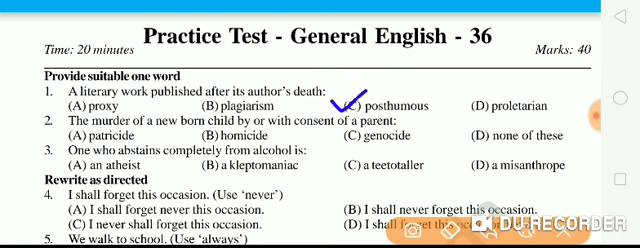 Practice Test - General English - 36
Time: 20 minutes Marks: 40
Provide suitable one word
1. A literary work published after its author's death:
(A) proxy (B) plagiarism (C) posthumous (D) proletarian
2. The murder of a new born child by or with consent of a parent:
(A) patricide (B) homicide (C) genocide (D) none of these
3. One who abstains completely from alcohol is:
(A) an atheist (B) a kleptomaniac (C) a teetotaller (D) a misanthrope
Rewrite as directed
4. I shall forget this occasion. (Use 'never')
(A) I shall forget never this occasion. (B) I shall never forget this occasion.
(C) I never shall forget this occasion. (D) I shall forget this
DU RECORDER
5. We walk to school. (Use 'always')